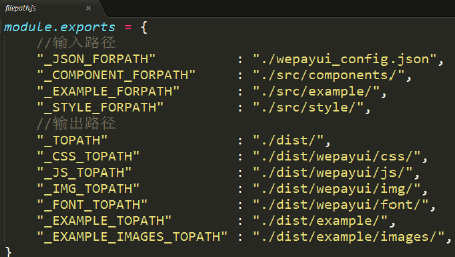 filepath.js
module.exports = {
//输入路径
"_JSON_FORPATH" : "./wepayui_config.json",
"_COMPONENT_FORPATH" : "./src/components/",
"_EXAMPLE_FORPATH" : "./src/example/",
"_STYLE_FORPATH" : "./src/style/",
//输出路径
"_TOPATH" : "./dist/",
"_CSS_TOPATH" : "./dist/wepayui/css/",
"_JS_TOPATH" : "./dist/wepayui/js/",
"_IMG_TOPATH" : "./dist/wepayui/img/",
"_FONT_TOPATH" : "./dist/wepayui/font/",
"_EXAMPLE_TOPATH" : "./dist/example/",
"_EXAMPLE_IMAGES_TOPATH" : "./dist/example/images/",
}